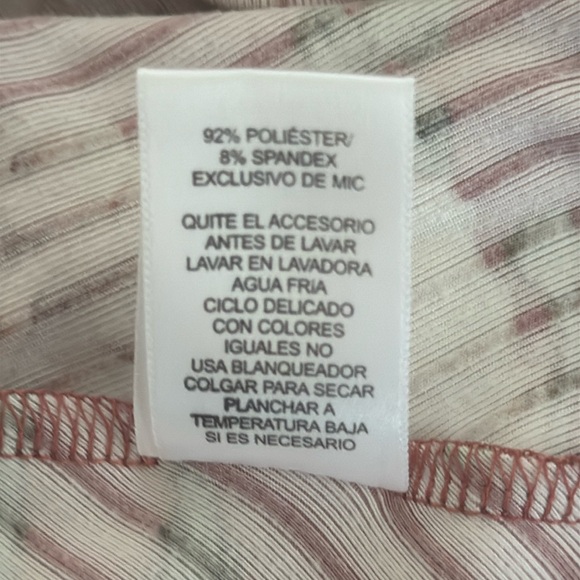 92% POLIÉSTER/
8% SPANDEX
EXCLUSIVO DE MIC
QUITE EL ACCESORIO
ANTES DE LAVAR
LAVAR EN LAVADORA
AGUA FRIA
CICLO DELICADO
CON COLORES
IGUALES NO
USA BLANQUEADOR
COLGAR PARA SECAR
PLANCHAR A
TEMPERATURA BAJA
SI ES NECESARIO